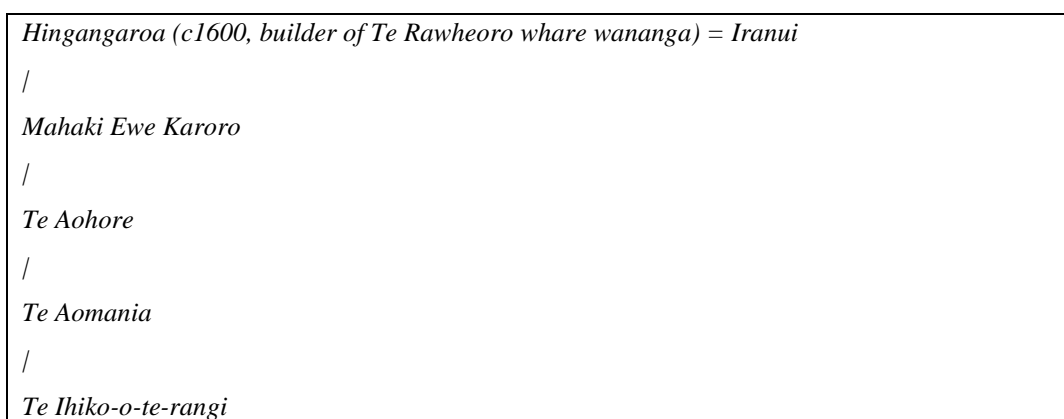 Hingangaroa (c1600, builder of Te Rawheoro whare wananga) = Iranui
|
Mahaki Ewe Karoro
|
Te Aohore
|
Te Aomania
|
Te Ihiko-o-te-rangi